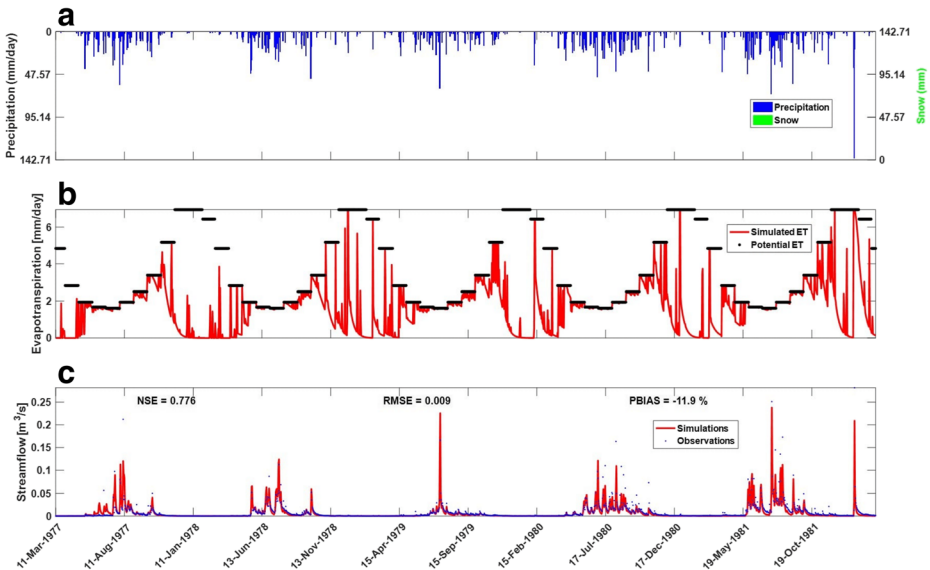 a
0
47.57
95.14
142.71
Precipitation (mm/day)
142.71
95.14
47.57
0
Snow (mm)
Precipitation
Snow
b
6
4
2
0
Evapotranspiration [mm/day]
Simulated ET
Potential ET
c
0.25
0.2
0.15
0.1
0.05
0
Streamflow [m³/s]
NSE = 0.776
RMSE = 0.009
PBIAS = -11.9 %
Simulations
Observations
11-Mar-1977
11-Aug-1977
11-Jan-1978
13-Jun-1978
13-Nov-1978
15-Apr-1979
15-Sep-1979
15-Feb-1980
17-Jul-1980
17-Dec-1980
19-May-1981
19-Oct-1981